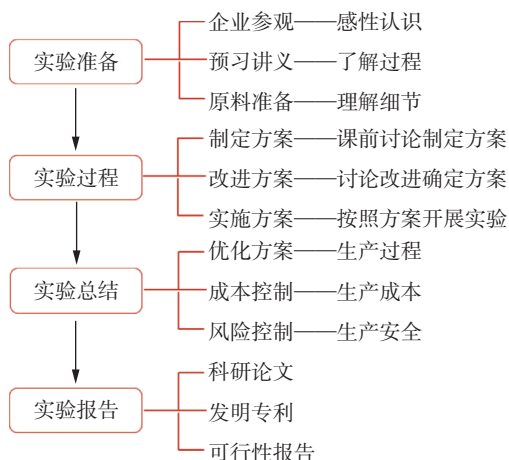 企业参观——感性认识
实验准备
预习讲义——了解过程
原料准备——理解细节
制定方案——课前讨论制定方案
实验过程
改进方案——讨论改进确定方案
实施方案——按照方案开展实验
优化方案——生产过程
实验总结
成本控制——生产成本
风险控制——生产安全
科研论文
实验报告
发明专利
可行性报告